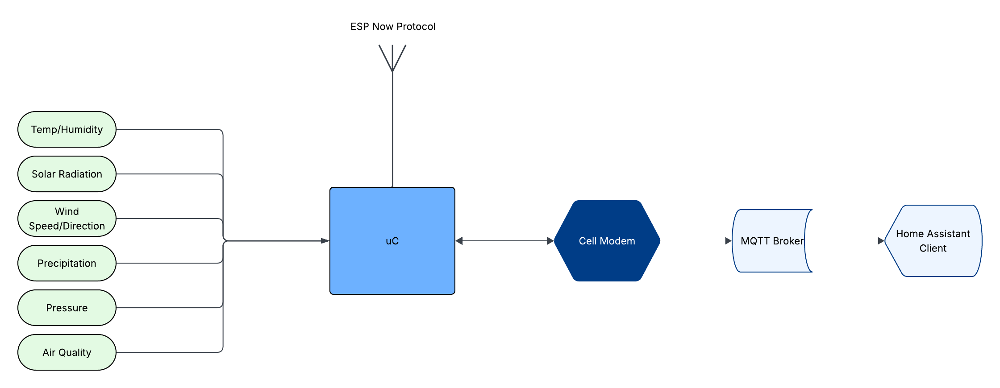 ESP Now Protocol
Temp/Humidity
Solar Radiation
Wind
Speed/Direction
Precipitation
Pressure
Air Quality
uC
Cell Modem
MQTT Broker
Home Assistant
Client